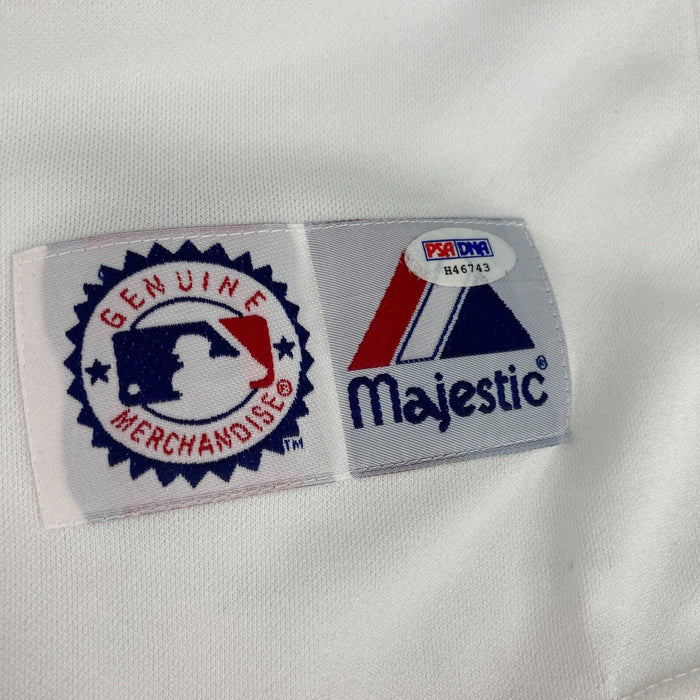 GENUINE
MERCHANDISE®
TM
PSA DNA
H46743
Majestic®